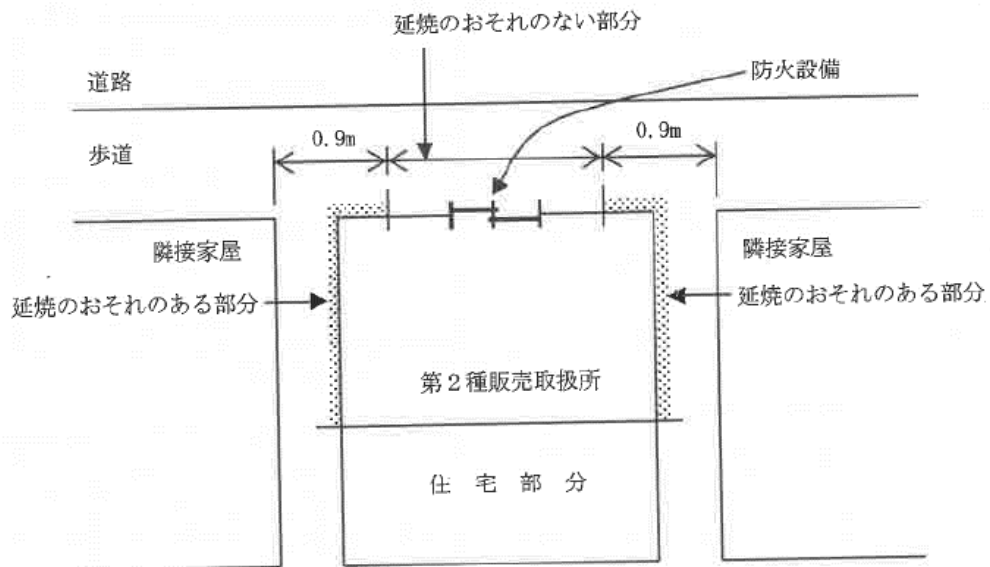 延焼のおそれのない部分
防火設備
道路
0.9m
0.9m
歩道
隣接家屋
隣接家屋
延焼のおそれのある部分
延焼のおそれのある部分
第2種販売取扱所
住宅部分